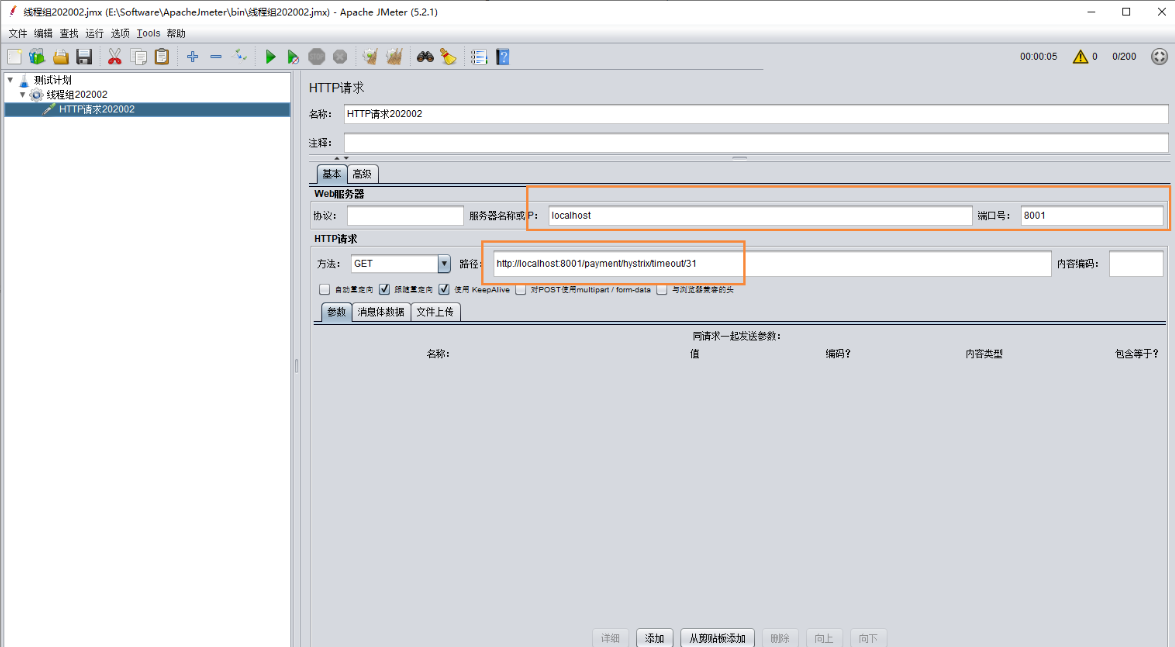 线程组202002.jmx (E:\Software\ApacheJmeter\bin\线程组202002.jmx) - Apache JMeter (5.2.1)
文件 编辑 查找 运行 选项 Tools 帮助
00:00:05 0 0/200
测试计划
线程组202002
HTTP请求202002
HTTP请求
名称: HTTP请求202002
注释:
基本 高级
Web服务器
协议: 服务器名称或IP: localhost 端口号: 8001
HTTP请求
方法: GET 路径: http://localhost:8001/payment/hystrix/timeout/31 内容编码:
自动重定向 跟随重定向 使用 KeepAlive 对POST使用multipart / form-data 与浏览器兼容的头
参数 消息体数据 文件上传
同请求一起发送参数:
名称: 值 编码? 内容类型 包含等于?
详细 添加 从剪贴板添加 删除 向上 向下